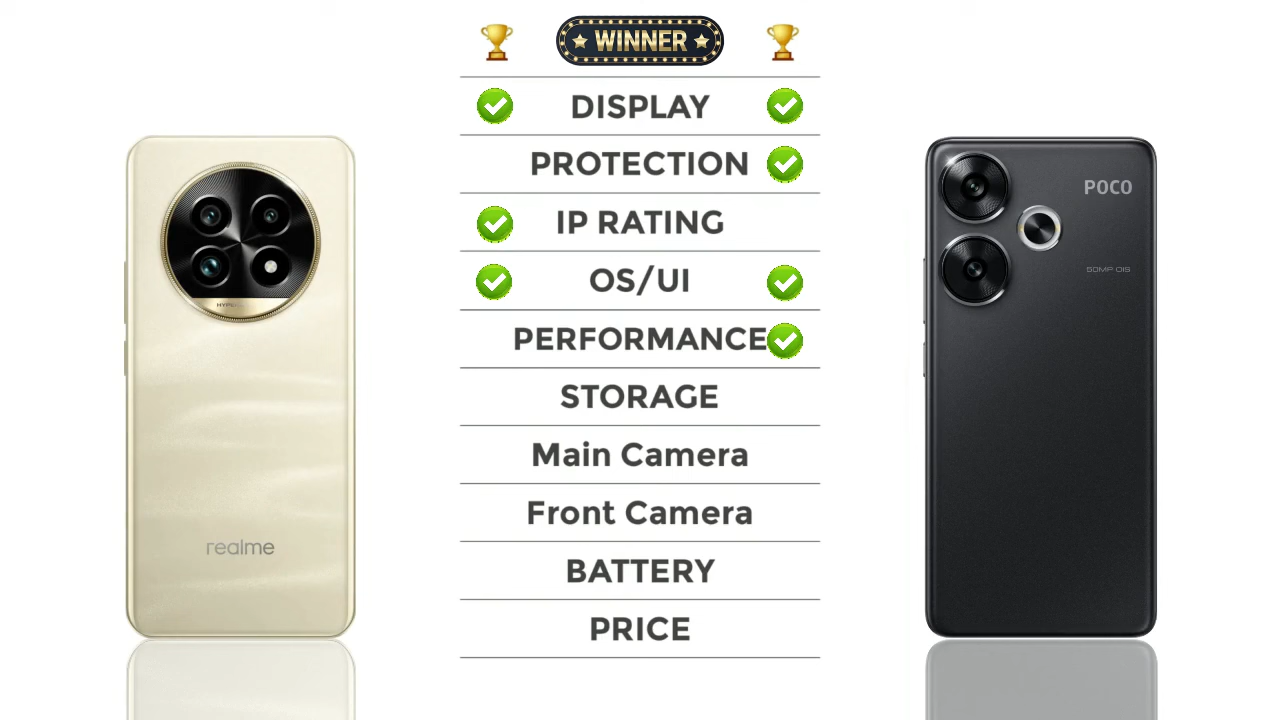 WINNER
DISPLAY
PROTECTION
IP RATING
OS/UI
PERFORMANCE
STORAGE
Main Camera
Front Camera
BATTERY
PRICE
realme
POCO
50MP OIS